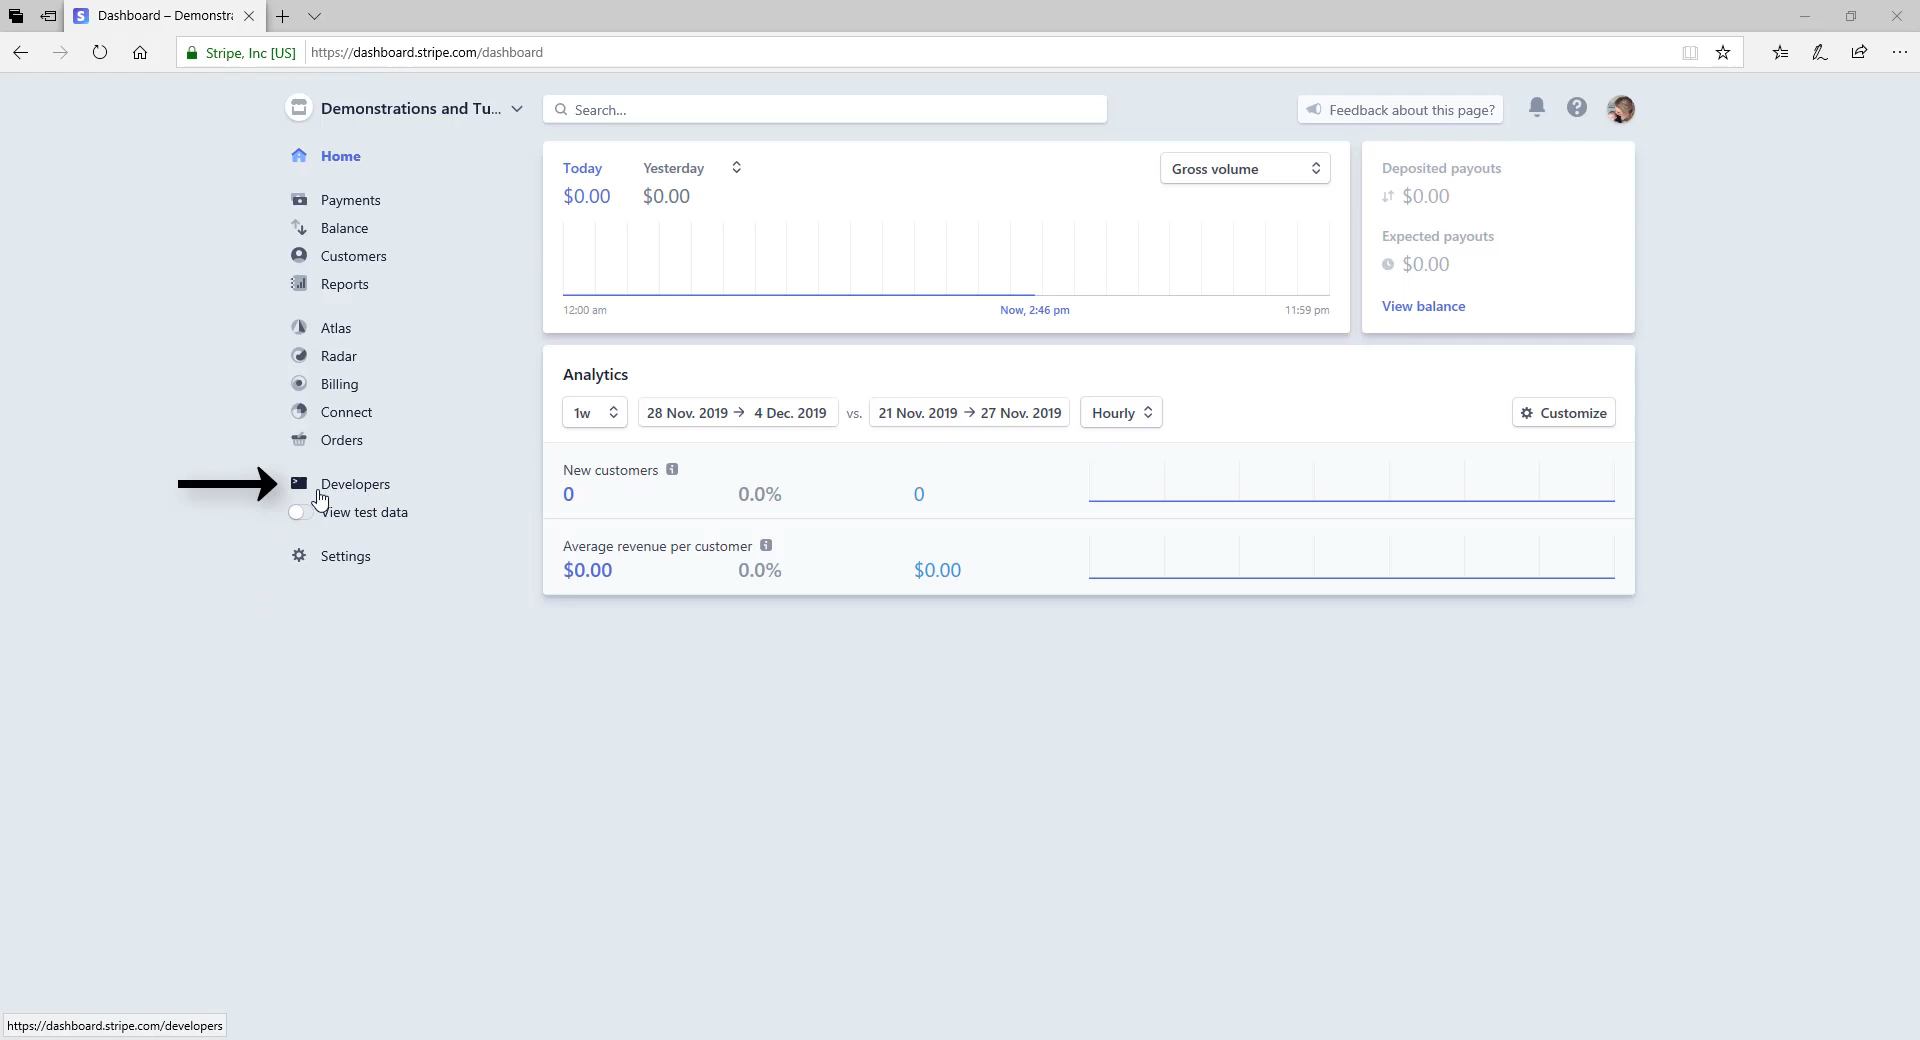 Dashboard – Demonstra
Stripe, Inc [US] https://dashboard.stripe.com/dashboard
Demonstrations and Tu...
Search...
Feedback about this page?
Home
Payments
Balance
Customers
Reports
Atlas
Radar
Billing
Connect
Orders
Developers
View test data
Settings
Today Yesterday
$0.00 $0.00
Gross volume
12:00 am Now, 2:46 pm 11:59 pm
Deposited payouts
$0.00
Expected payouts
$0.00
View balance
Analytics
1w 28 Nov. 2019 → 4 Dec. 2019 vs. 21 Nov. 2019 → 27 Nov. 2019 Hourly Customize
New customers
0 0.0% 0
Average revenue per customer
$0.00 0.0% $0.00
https://dashboard.stripe.com/developers